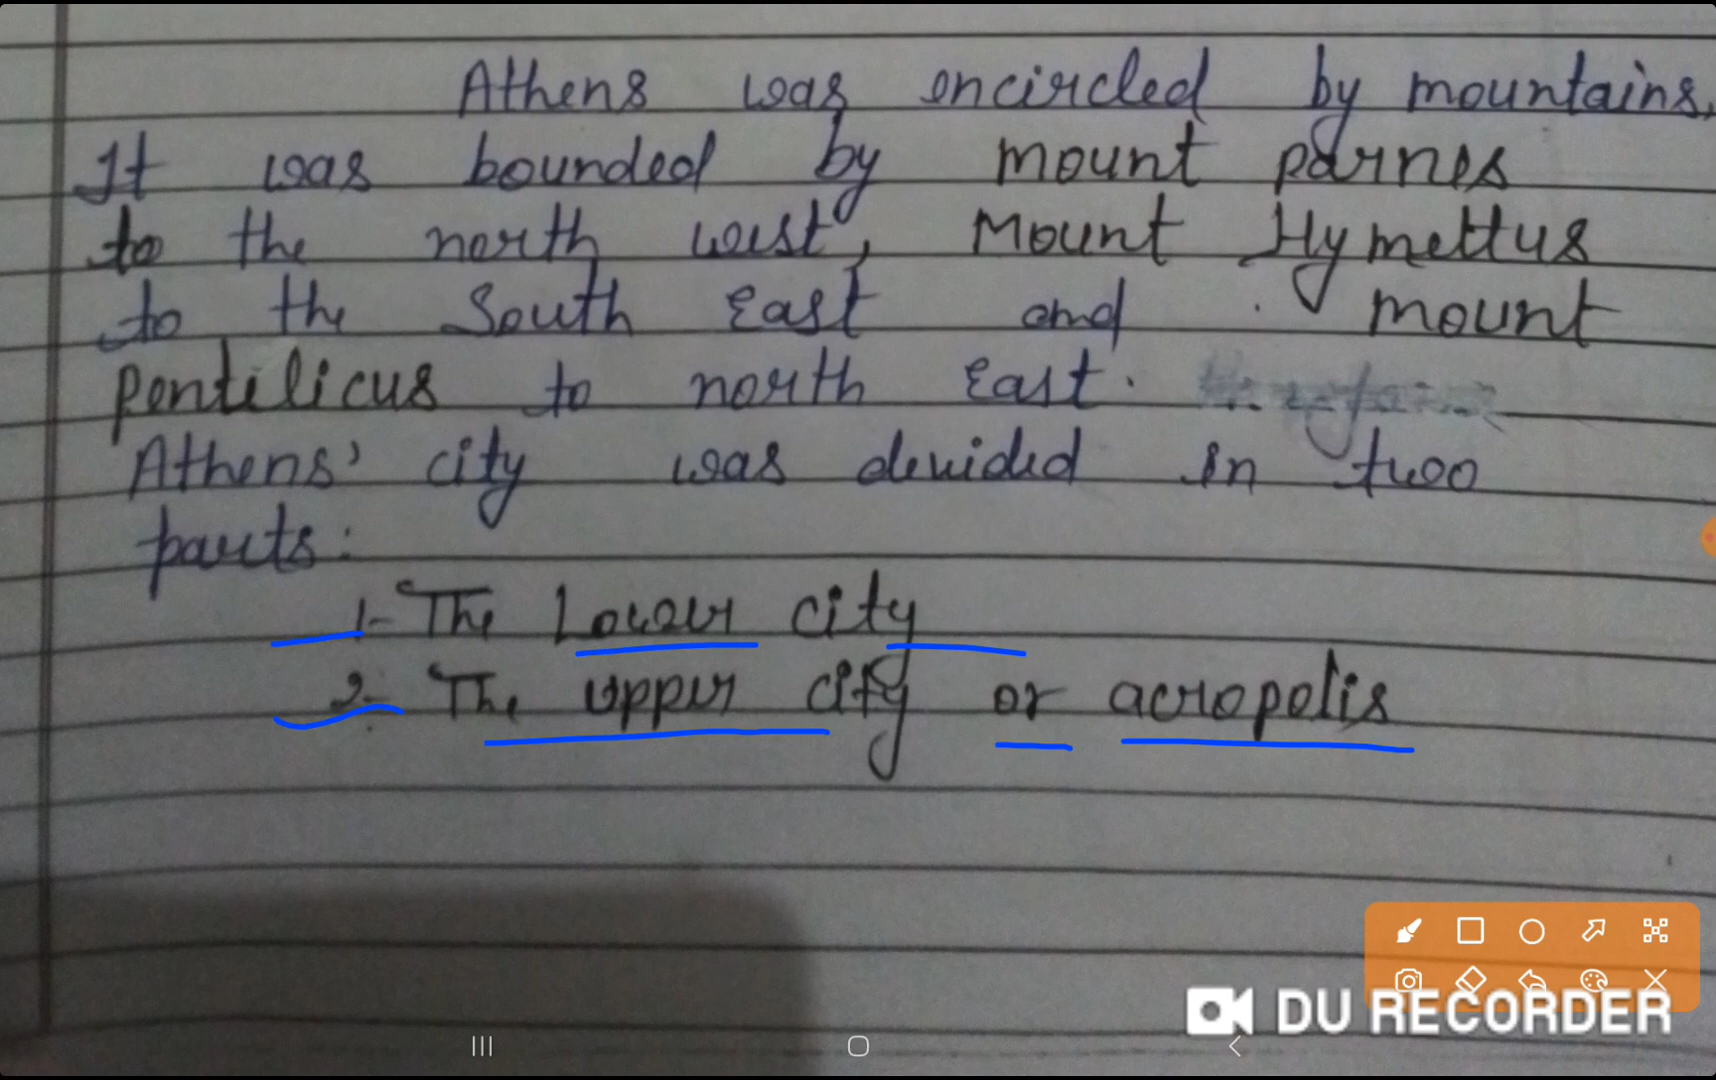 Athens was encircled by mountains.
It was bounded by Mount parnes
to the north west, Mount Hymettus
to the South East and Mount
Pentilicus to north East.
Athens' city was devided in two
parts:
1- The Lower city
2- The upper city or acropolis
DU RECORDER